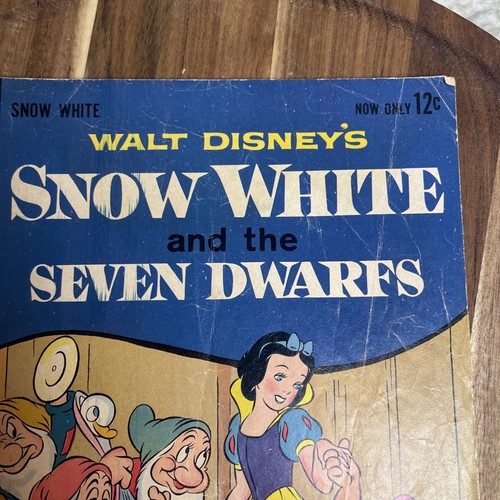 SNOW WHITE
NOW ONLY 12¢
WALT DISNEY'S
SNOW WHITE
and the
SEVEN DWARFS